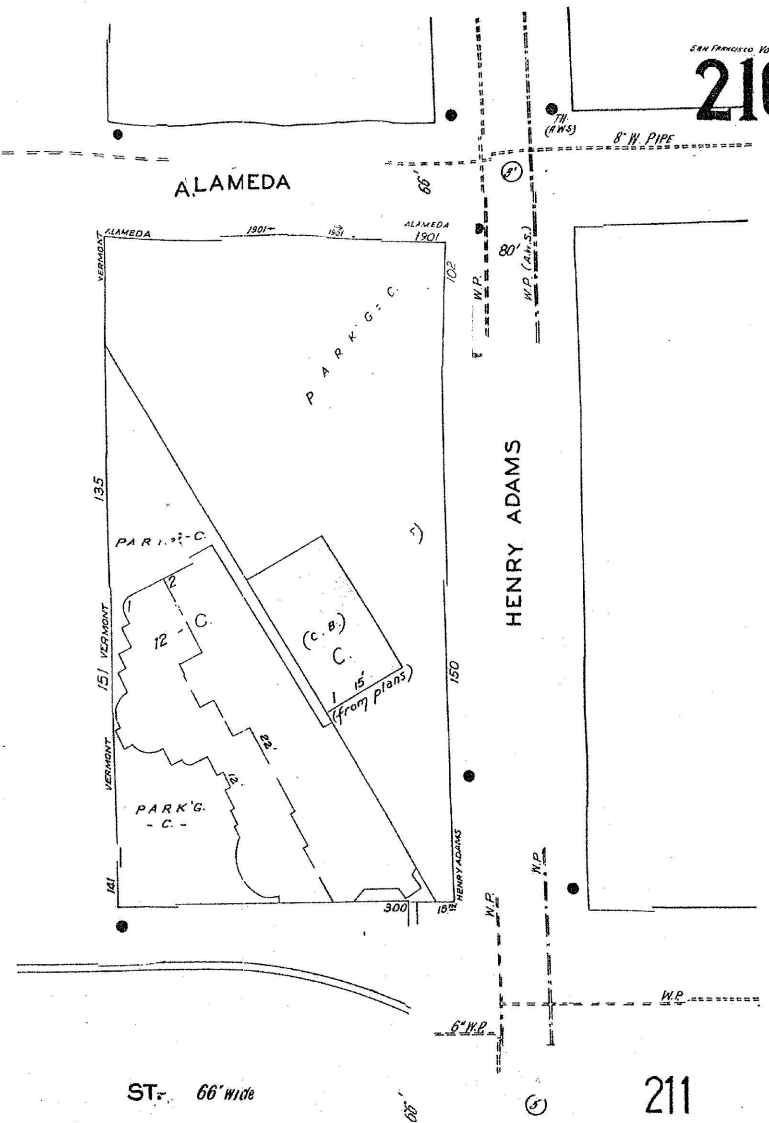 SAN FRANCISCO
TH
(A.W.S)
8" W. PIPE
ALAMEDA
66'
80'
W.P.
W.P. (A.W.S.)
VERMONT
ALAMEDA
1901
1901
ALAMEDA
1901
102
PARK'G = C.
135
HENRY ADAMS
PAR
- C.
1
2
12 - C.
(C.B.)
C.
1 15'
(from plans)
151 VERMONT
150
22'
12'
VERMONT
PARK'G.
- C. -
141
HENRY ADAMS
300
15
W.P.
W.P.
W.P.
6" W.P.
ST. 66' wide
66'
(5)
211